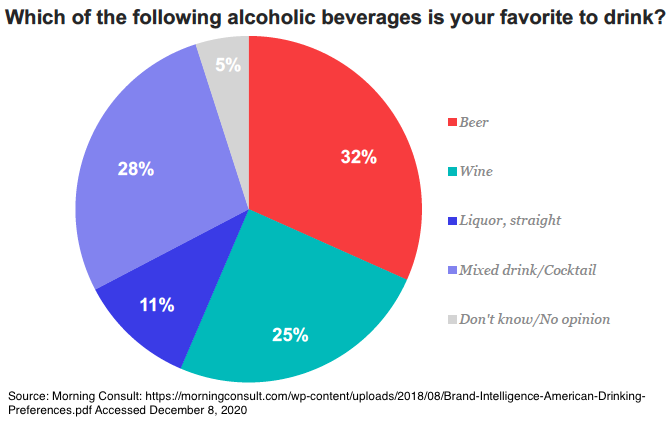 Which of the following alcoholic beverages is your favorite to drink?
5%
32%
28%
11%
25%
Beer
Wine
Liquor, straight
Mixed drink/Cocktail
Don't know/No opinion
Source: Morning Consult: https://morningconsult.com/wp-content/uploads/2018/08/Brand-Intelligence-American-Drinking-
Preferences.pdf Accessed December 8, 2020